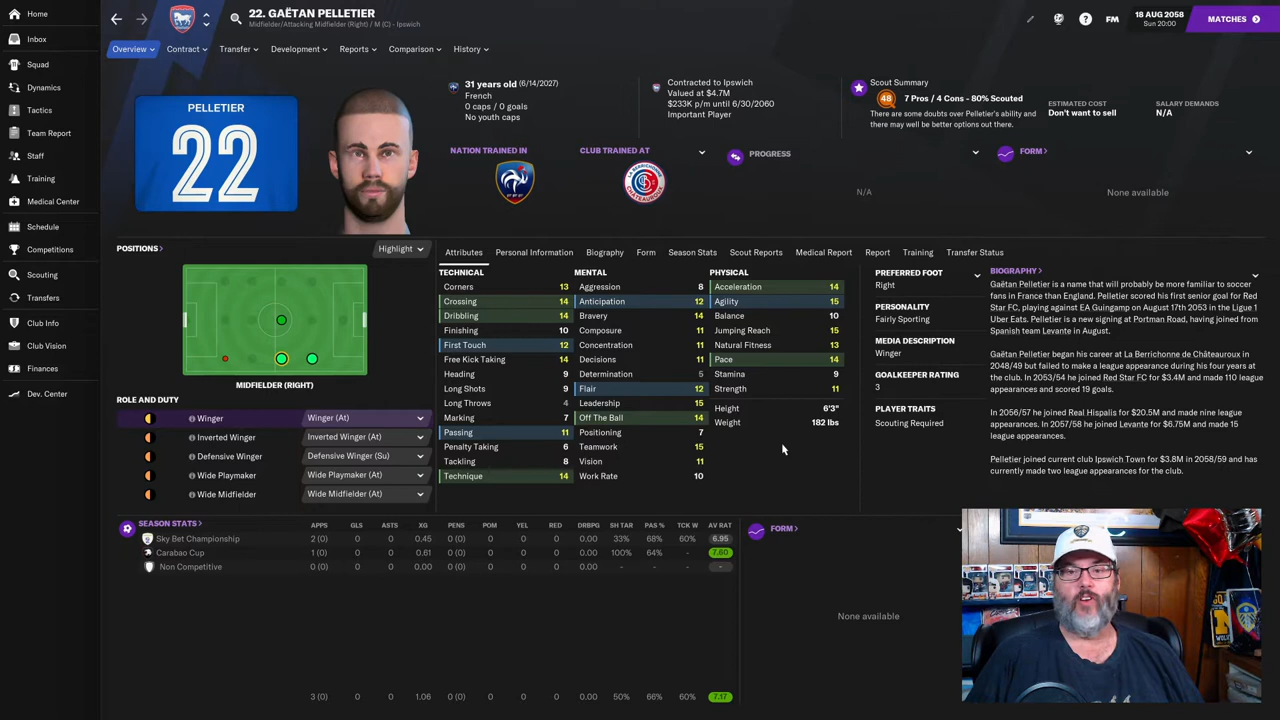 Home
Inbox
Squad
Dynamics
Tactics
Team Report
Staff
Training
Medical Center
Schedule
Competitions
Scouting
Transfers
Club Info
Club Vision
Finances
Dev. Center
22. GAËTAN PELLETIER
Midfielder/Attacking Midfielder (Right) / M (C) - Ipswich
FM
18 AUG 2058
Sun 20:00
MATCHES
Overview
Contract
Transfer
Development
Reports
Comparison
History
PELLETIER
22
31 years old (6/14/2027)
French
0 caps / 0 goals
No youth caps
Contracted to Ipswich
Valued at $4.7M
$233K p/m until 6/30/2060
Important Player
Scout Summary
48
7 Pros / 4 Cons - 80% Scouted
There are some doubts over Pelletier's ability and
there may well be better options out there.
ESTIMATED COST
Don't want to sell
SALARY DEMANDS
N/A
NATION TRAINED IN
CLUB TRAINED AT
PROGRESS
N/A
FORM
None available
POSITIONS
Highlight
MIDFIELDER (RIGHT)
ROLE AND DUTY
Winger Winger (At)
Inverted Winger Inverted Winger (At)
Defensive Winger Defensive Winger (Su)
Wide Playmaker Wide Playmaker (At)
Wide Midfielder Wide Midfielder (At)
Attributes Personal Information Biography Form Season Stats Scout Reports Medical Report Report Training Transfer Status
TECHNICAL
Corners 13
Crossing 14
Dribbling 14
Finishing 10
First Touch 12
Free Kick Taking 14
Heading 9
Long Shots 9
Long Throws 4
Marking 7
Passing 11
Penalty Taking 6
Tackling 8
Technique 14
MENTAL
Aggression 8
Anticipation 12
Bravery 14
Composure 11
Concentration 11
Decisions 11
Determination 5
Flair 12
Leadership 15
Off The Ball 14
Positioning 7
Teamwork 15
Vision 11
Work Rate 10
PHYSICAL
Acceleration 14
Agility 15
Balance 10
Jumping Reach 15
Natural Fitness 13
Pace 14
Stamina 9
Strength 11
Height 6'3"
Weight 182 lbs
PREFERRED FOOT
Right
PERSONALITY
Fairly Sporting
MEDIA DESCRIPTION
Winger
GOALKEEPER RATING
3
PLAYER TRAITS
Scouting Required
BIOGRAPHY
Gaëtan Pelletier is a name that will probably be more familiar to soccer
fans in France than England. Pelletier scored his first senior goal for Red
Star FC, playing against EA Guingamp on August 17th 2053 in the Ligue 1
Uber Eats. Pelletier is a new signing at Portman Road, having joined from
Spanish team Levante in August.
Gaëtan Pelletier began his career at La Berrichonne de Châteauroux in
2048/49 but failed to make a league appearance during his four years at
the club. In 2053/54 he joined Red Star FC for $3.4M and made 110 league
appearances and scored 19 goals.
In 2056/57 he joined Real Hispalis for $20.5M and made nine league
appearances. In 2057/58 he joined Levante for $6.75M and made 15
league appearances.
Pelletier joined current club Ipswich Town for $3.8M in 2058/59 and has
currently made two league appearances for the club.
SEASON STATS APPS GLS ASTS XG PENS POM YEL RED DRBPG SH TAR PAS % TCK W AV RAT
Sky Bet Championship 2 (0) 0 0 0.45 0 (0) 0 0 0 0.00 33% 68% 60% 6.95
Carabao Cup 1 (0) 0 0 0.61 0 (0) 0 0 0 0.00 100% 64% - 7.60
Non Competitive 0 (0) 0 0 0.00 0 (0) 0 0 0 0.00 - - - -
3 (0) 0 0 1.06 0 (0) 0 0 0 0.00 50% 66% 60% 7.17
FORM
None available